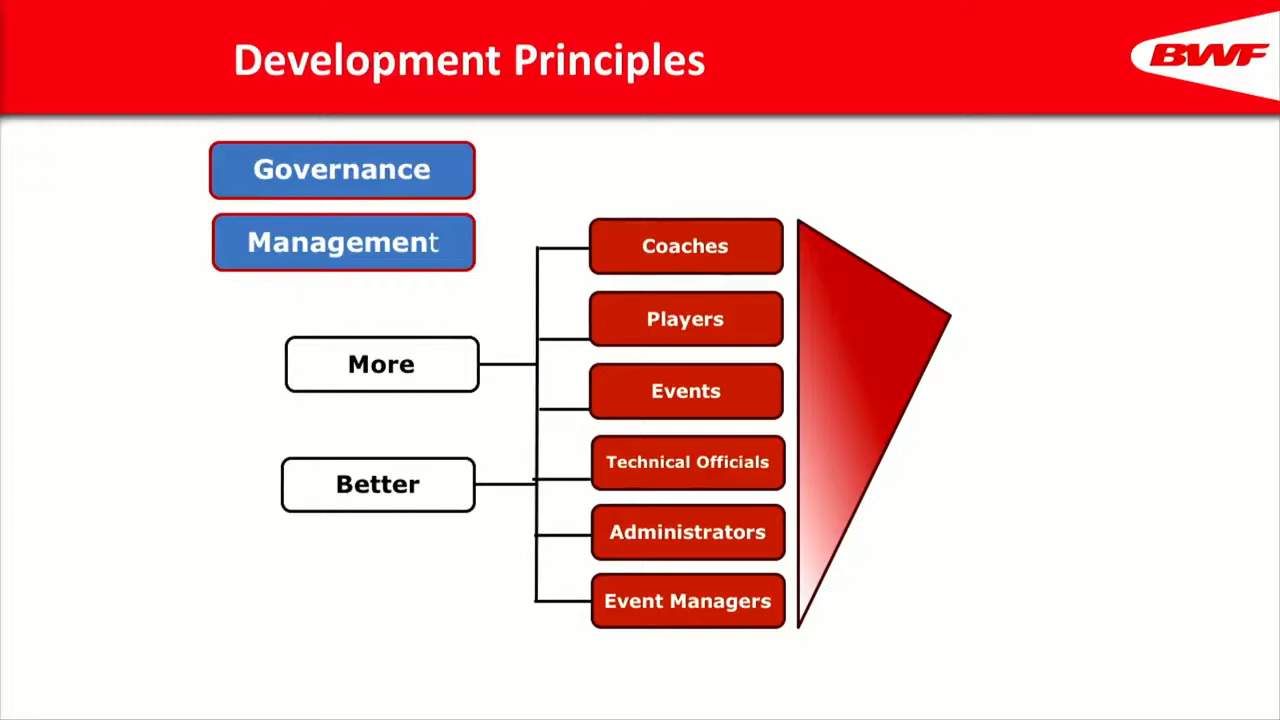 Development Principles
BWF
Governance
Management
More
Better
Coaches
Players
Events
Technical Officials
Administrators
Event Managers